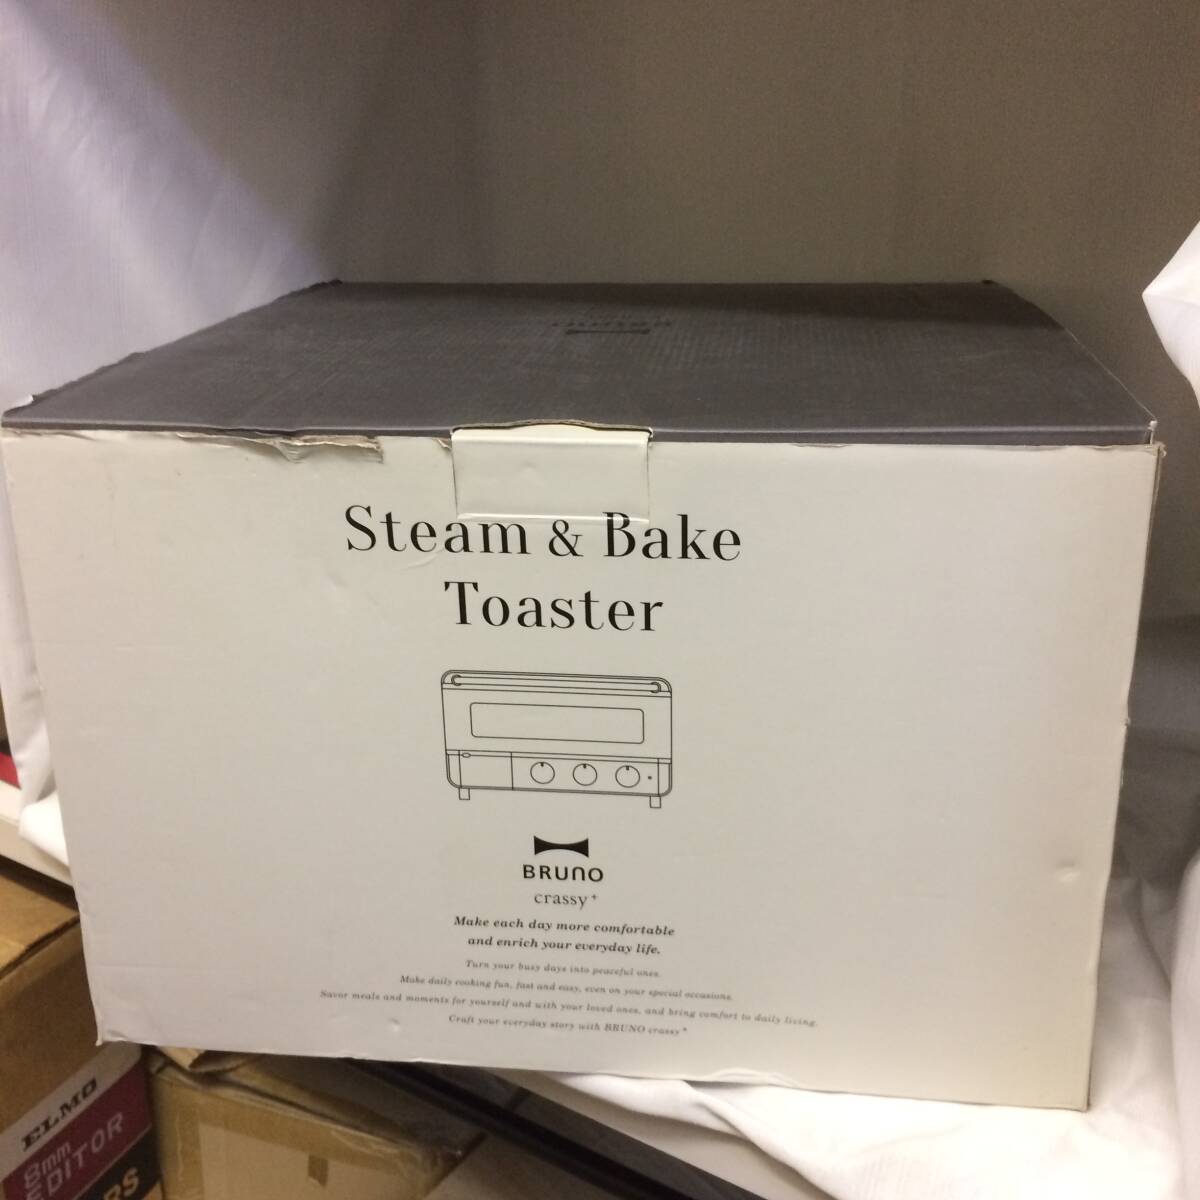 BRUNO
Steam & Bake
Toaster
BRUNO
crassy+
Make each day more comfortable
and enrich your everyday life.
Turn your busy days into peaceful ones.
Make daily cooking fun, fast and easy, even on your special occasions.
Savor meals and moments for yourself and with your loved ones, and bring comfort to daily living.
Craft your everyday story with BRUNO crassy+
ELMO
8mm
EDITOR